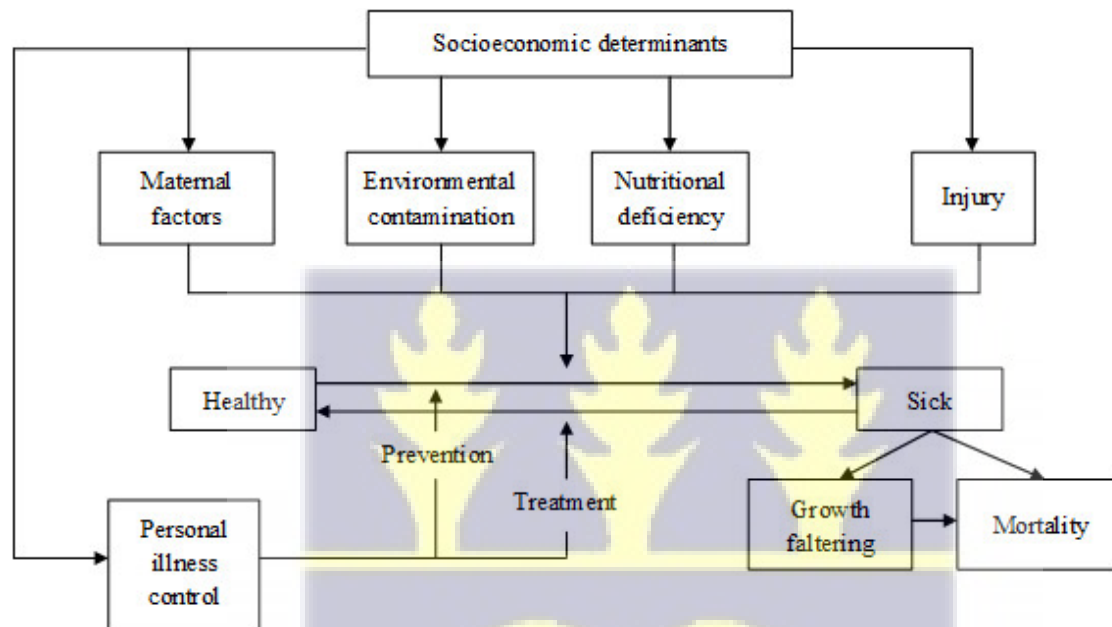 Socioeconomic determinants
Maternal
factors
Environmental
contamination
Nutritional
deficiency
Injury
Healthy
Sick
Prevention
Treatment
Growth
faltering
Mortality
Personal
illness
control